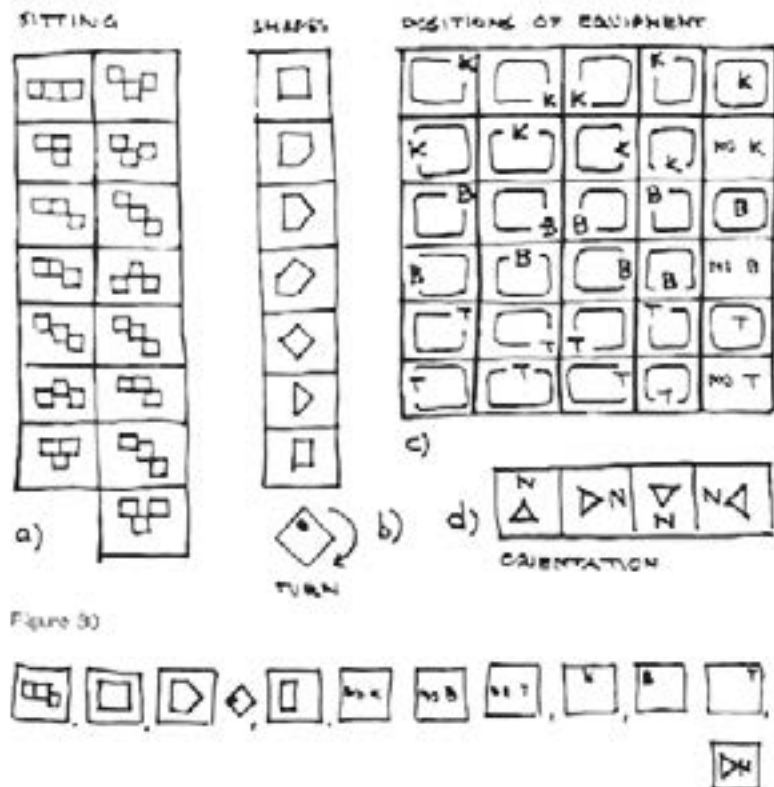 SITTING
SHAPES
POSITIONS OF EQUIPMENT
K K K K K
K K K K NO K
B B B B B
B B B B NO B
T T T T T
T T T T NO T
c)
a)
b)
d)
N N N N
TURN
ORIENTATION
Figure 30
NO K NO B NO T K B T
N